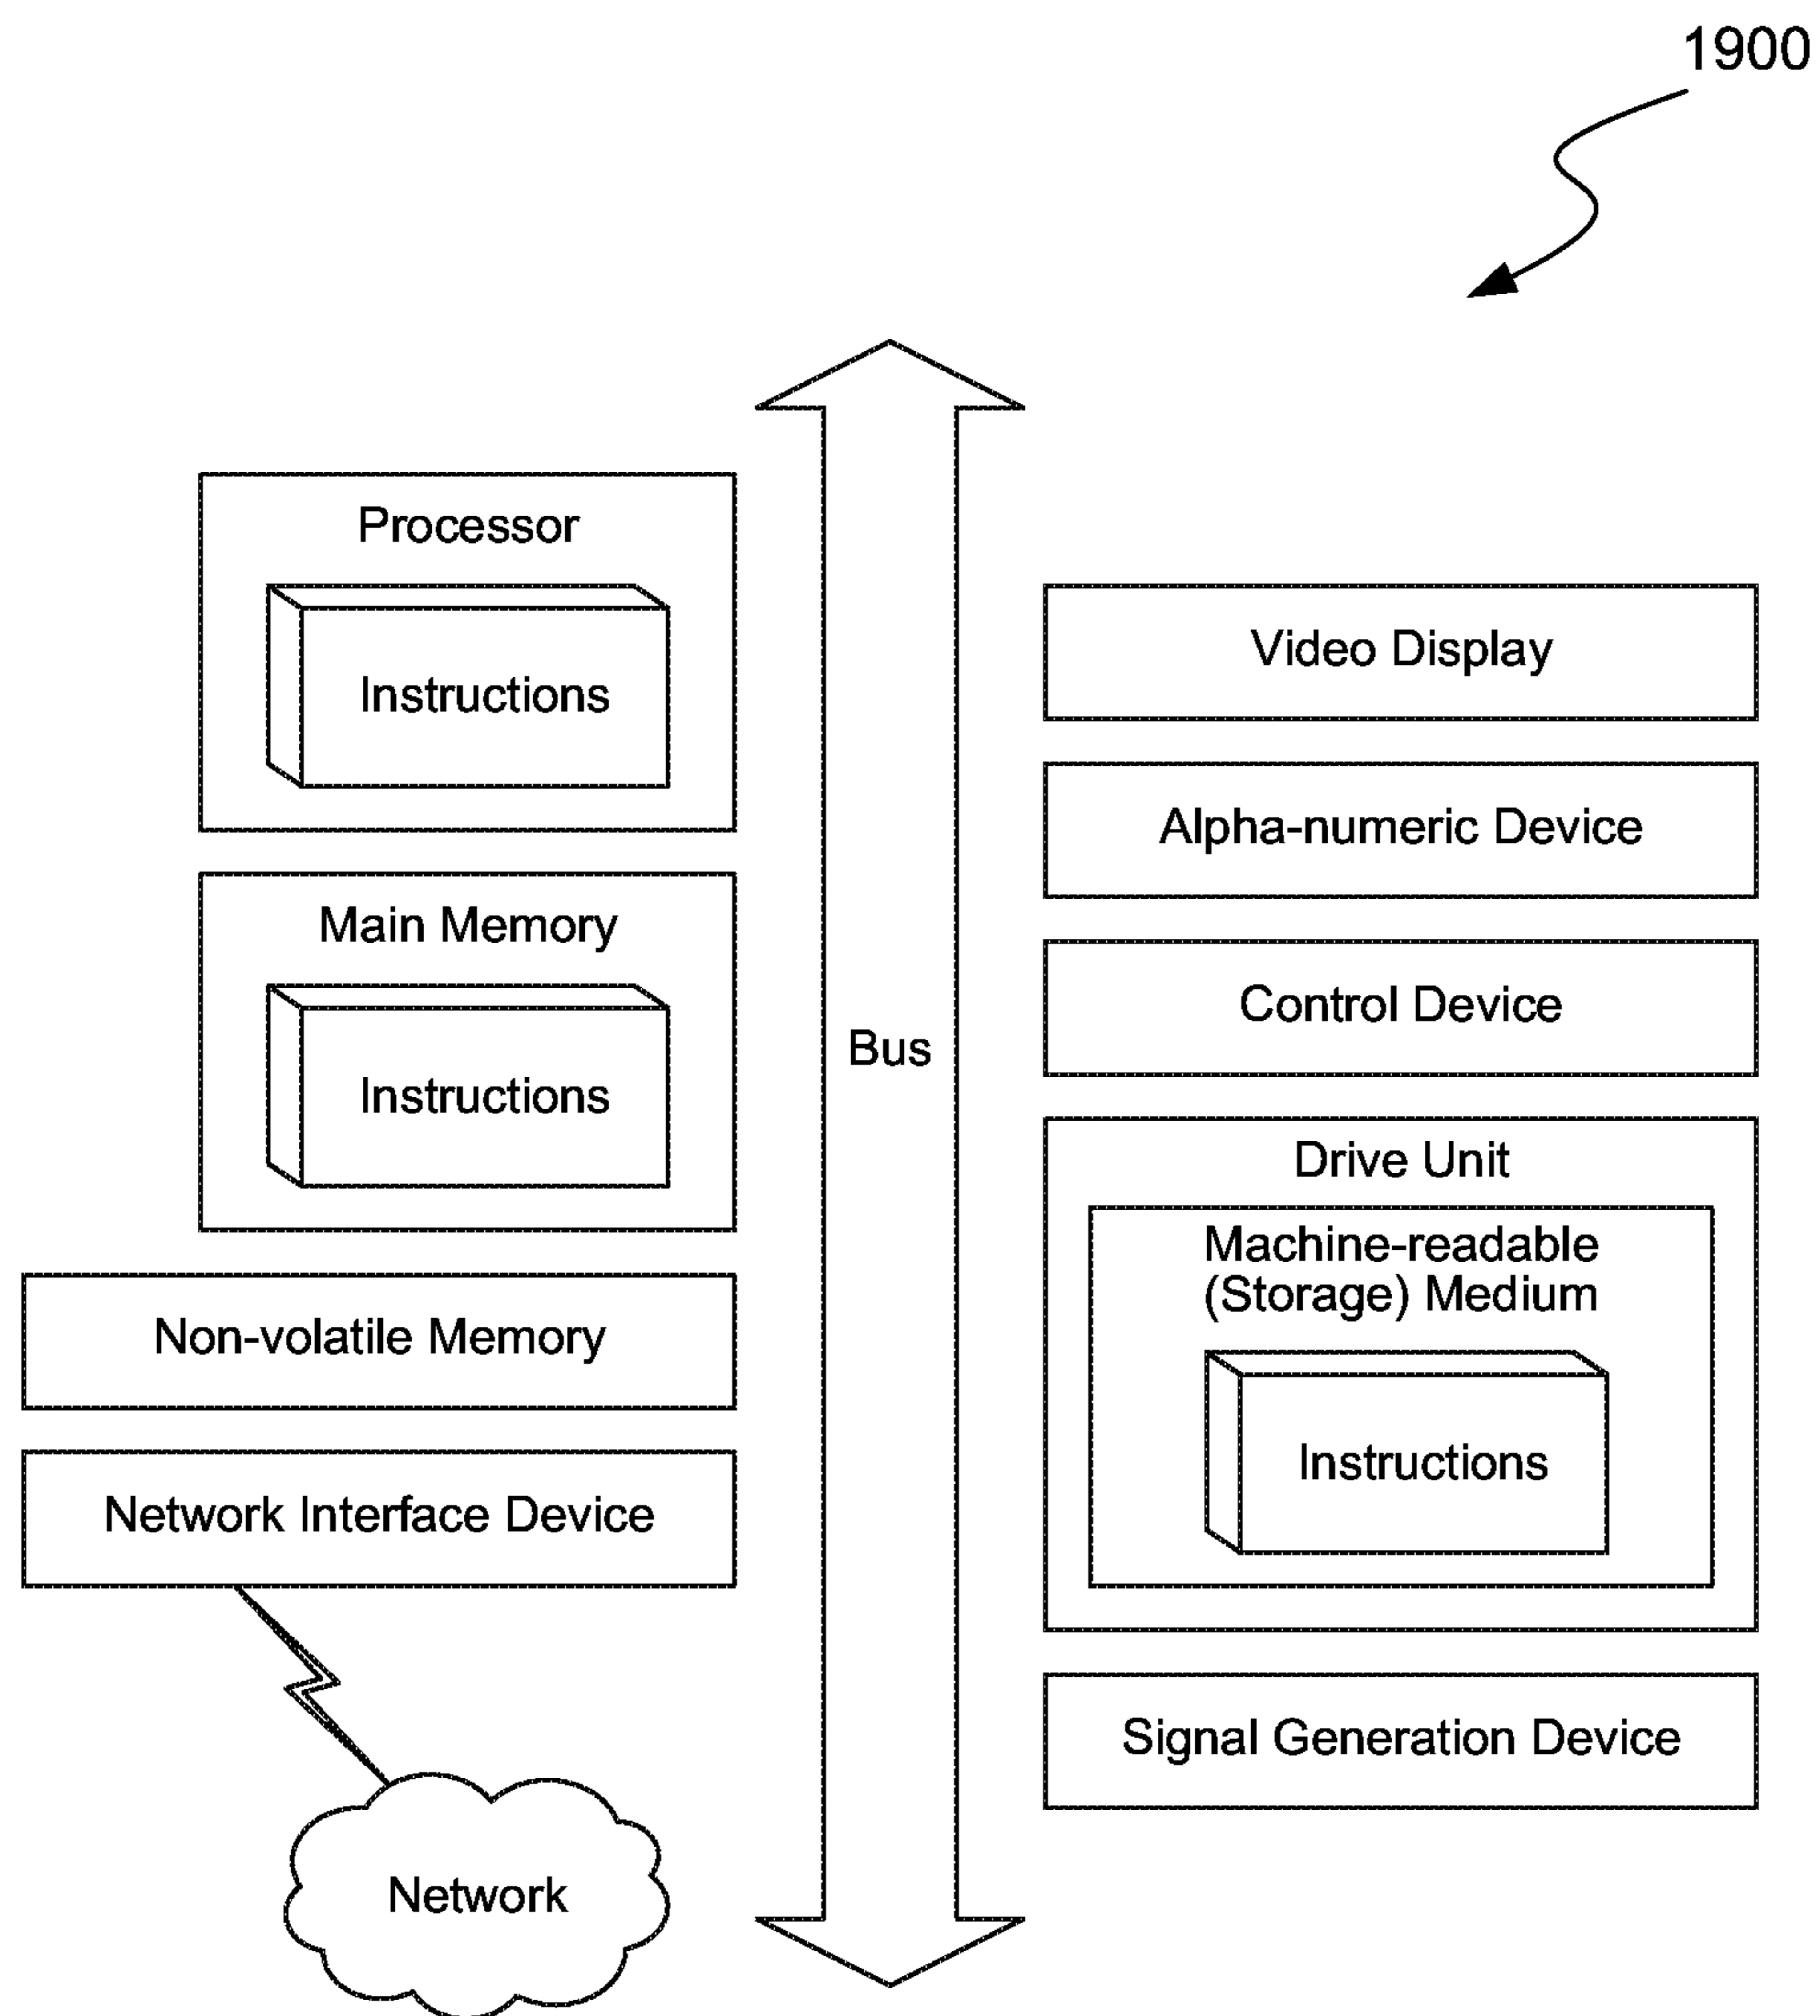 1900
Processor
Instructions
Main Memory
Instructions
Non-volatile Memory
Network Interface Device
Network
Bus
Video Display
Alpha-numeric Device
Control Device
Drive Unit
Machine-readable
(Storage) Medium
Instructions
Signal Generation Device